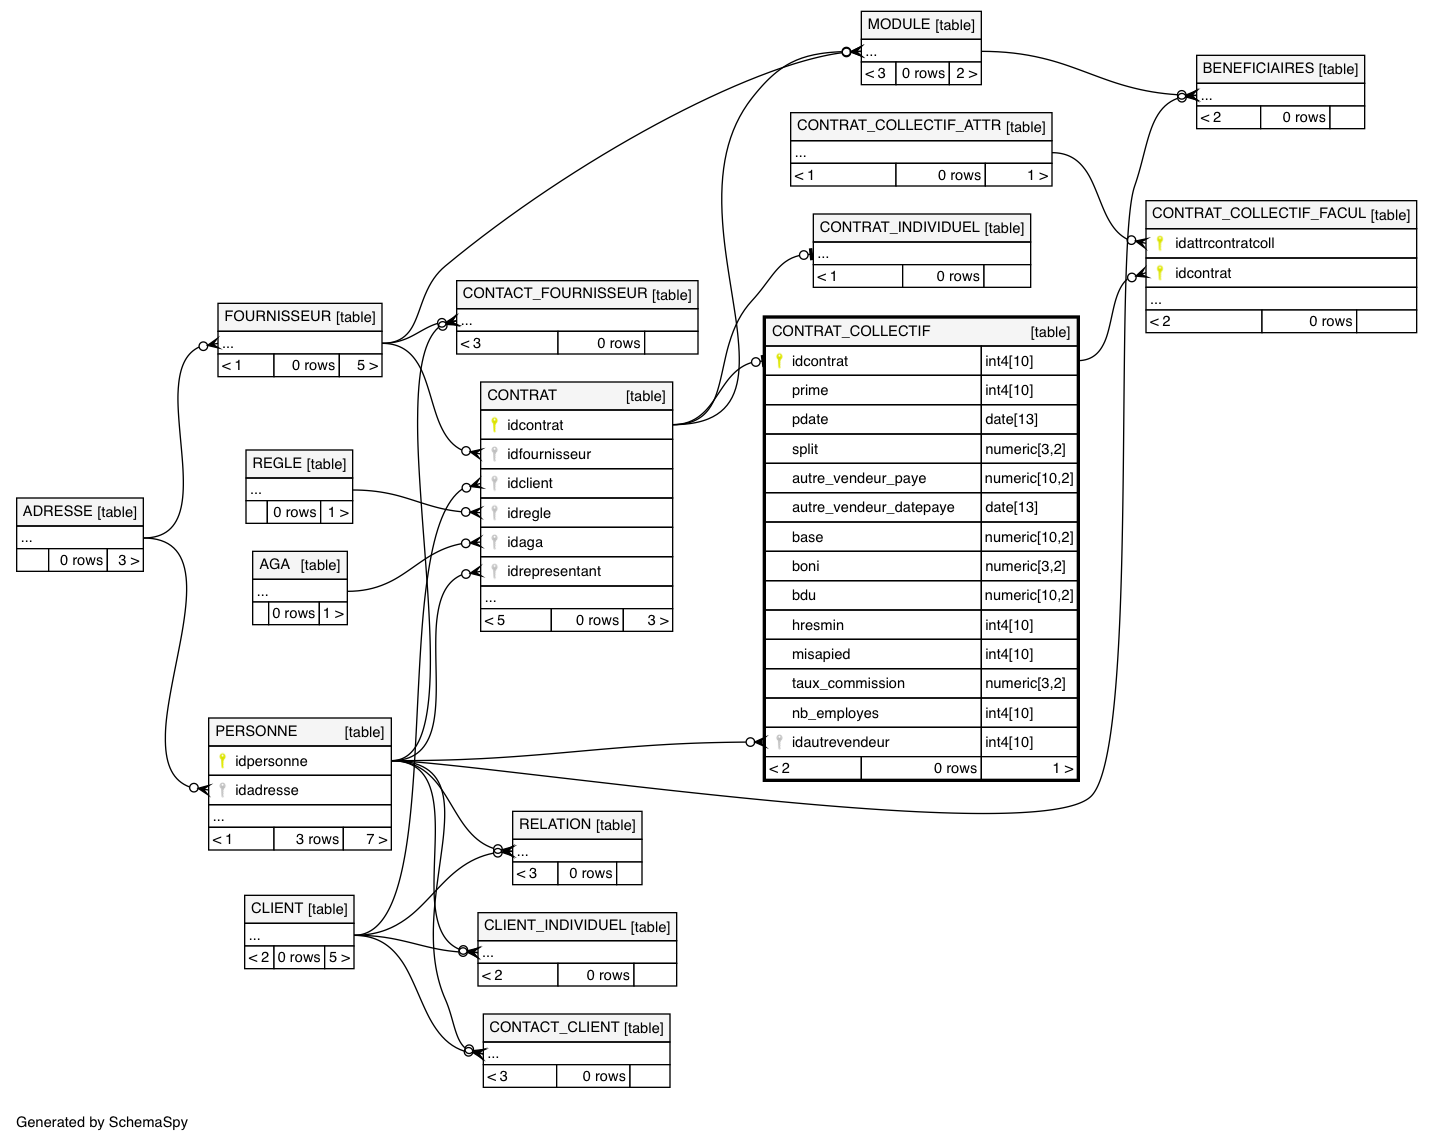 MODULE [table]
...
< 3 0 rows 2 >
BENEFICIAIRES [table]
...
< 2 0 rows
CONTRAT_COLLECTIF_ATTR [table]
...
< 1 0 rows 1 >
CONTRAT_COLLECTIF_FACUL [table]
idattrcontratcoll
idcontrat
...
< 2 0 rows
CONTRAT_INDIVIDUEL [table]
...
< 1 0 rows
CONTACT_FOURNISSEUR [table]
...
< 3 0 rows
FOURNISSEUR [table]
...
< 1 0 rows 5 >
CONTRAT_COLLECTIF [table]
idcontrat int4[10]
prime int4[10]
pdate date[13]
split numeric[3,2]
autre_vendeur_paye numeric[10,2]
autre_vendeur_datepaye date[13]
base numeric[10,2]
boni numeric[3,2]
bdu numeric[10,2]
hresmin int4[10]
misapied int4[10]
taux_commission numeric[3,2]
nb_employes int4[10]
idautrevendeur int4[10]
< 2 0 rows 1 >
CONTRAT [table]
idcontrat
idfournisseur
idclient
idregle
idaga
idrepresentant
...
< 5 0 rows 3 >
REGLE [table]
...
0 rows 1 >
ADRESSE [table]
...
0 rows 3 >
AGA [table]
...
0 rows 1 >
PERSONNE [table]
idpersonne
idadresse
...
< 1 3 rows 7 >
RELATION [table]
...
< 3 0 rows
CLIENT [table]
...
< 2 0 rows 5 >
CLIENT_INDIVIDUEL [table]
...
< 2 0 rows
CONTACT_CLIENT [table]
...
< 3 0 rows
Generated by SchemaSpy